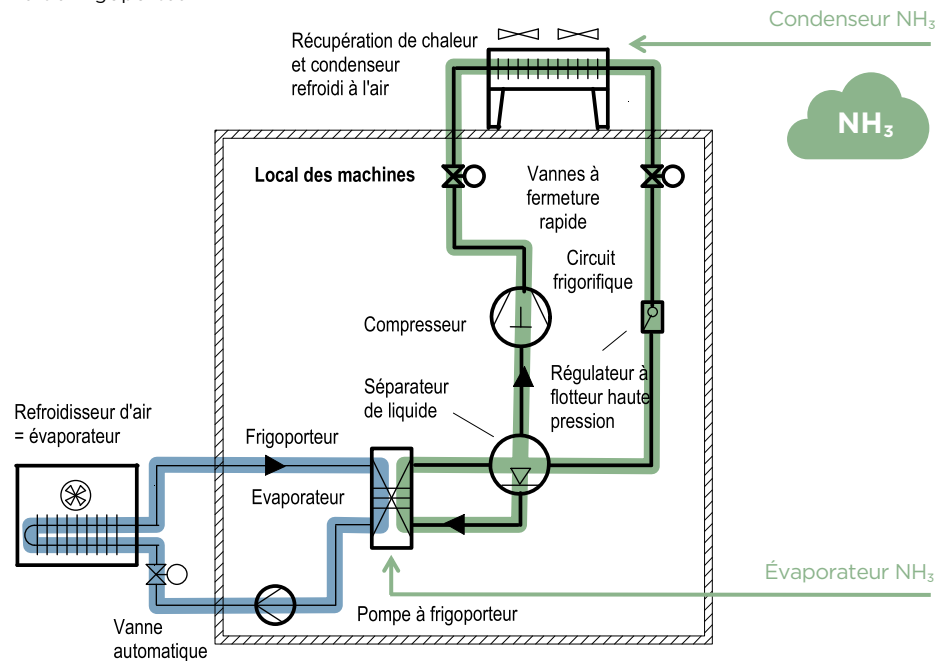 Condenseur NH₃
Récupération de chaleur
et condenseur
refroidi à l'air
NH₃
Local des machines
Vannes à
fermeture
rapide
Circuit
frigorifique
Compresseur
Régulateur à
flotteur haute
pression
Séparateur
de liquide
Refroidisseur d'air
= évaporateur
Frigoporteur
Evaporateur
Évaporateur NH₃
Pompe à frigoporteur
Vanne
automatique